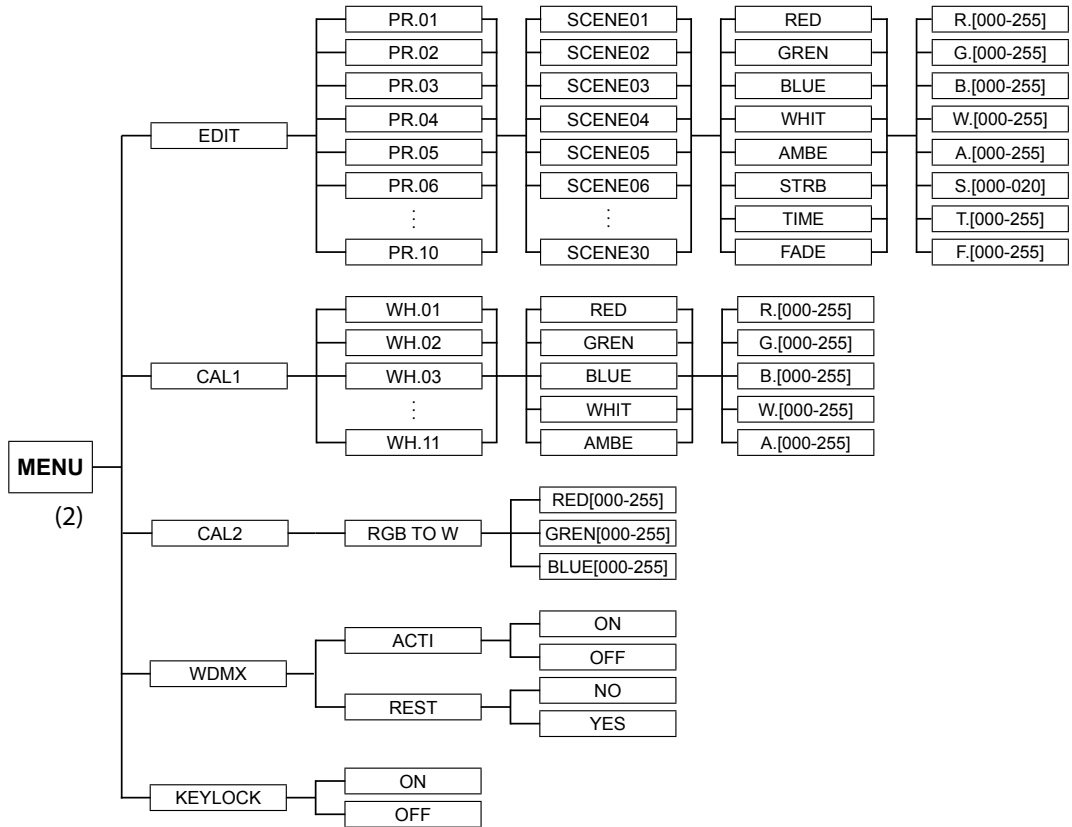 PR.01 SCENE01 RED R.[000-255]
PR.02 SCENE02 GREN G.[000-255]
PR.03 SCENE03 BLUE B.[000-255]
PR.04 SCENE04 WHIT W.[000-255]
EDIT
PR.05 SCENE05 AMBE A.[000-255]
PR.06 SCENE06 STRB S.[000-020]
⋮ ⋮ TIME T.[000-255]
PR.10 SCENE30 FADE F.[000-255]
WH.01 RED R.[000-255]
WH.02 GREN G.[000-255]
CAL1 WH.03 BLUE B.[000-255]
⋮ WHIT W.[000-255]
WH.11 AMBE A.[000-255]
MENU
(2)
RED[000-255]
CAL2 RGB TO W GREN[000-255]
BLUE[000-255]
ON
ACTI
OFF
WDMX
NO
REST
YES
ON
KEYLOCK
OFF